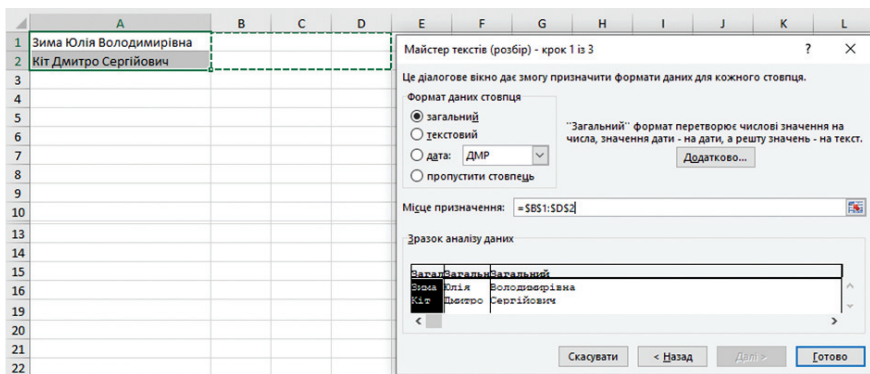 A B C D E F G H I J K L
1 Зима Юлія Володимирівна
2 Кіт Дмитро Сергійович
3
4
5
6
7
8
9
10
13
14
15
16
19
20
21
22
Майстер текстів (розбір) - крок 1 із 3 ? ×
Це діалогове вікно дає змогу призначити формати даних для кожного стовпця.
Формат даних стовпця
загальний
текстовий
дата: ДМР
пропустити стовпець
"Загальний" формат перетворює числові значення на
числа, значення дати - на дати, а решту значень - на текст.
Додатково...
Місце призначення: =$B$1:$D$2
Зразок аналізу даних
Загал Загальн Загальний
Зима Юлія Володимирівна
Кіт Дмитро Сергійович
Скасувати < Назад Далі > Готово